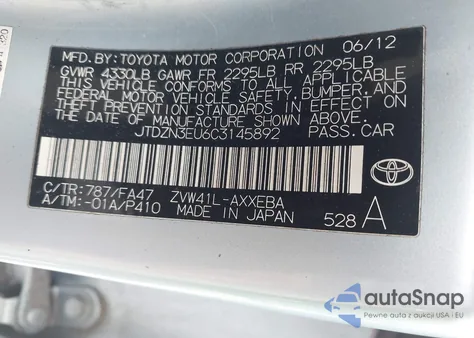 MFD.BY: TOYOTA MOTOR CORPORATION 06/12
GVWR 4330LB GAWR FR 2295LB RR 2295LB
THIS VEHICLE CONFORMS TO ALL APPLICABLE
FEDERAL MOTOR VEHICLE SAFETY, BUMPER, AND
THEFT PREVENTION STANDARDS IN EFFECT ON
THE DATE OF MANUFACTURE SHOWN ABOVE.
JTDZN3EU6C3145892 PASS.CAR
C/TR: 787/FA47 ZVW41L-AXXEBA
A/TM: -01A/P410 MADE IN JAPAN 528 A
autoSnap
Pewne auta z aukcji USA i EU